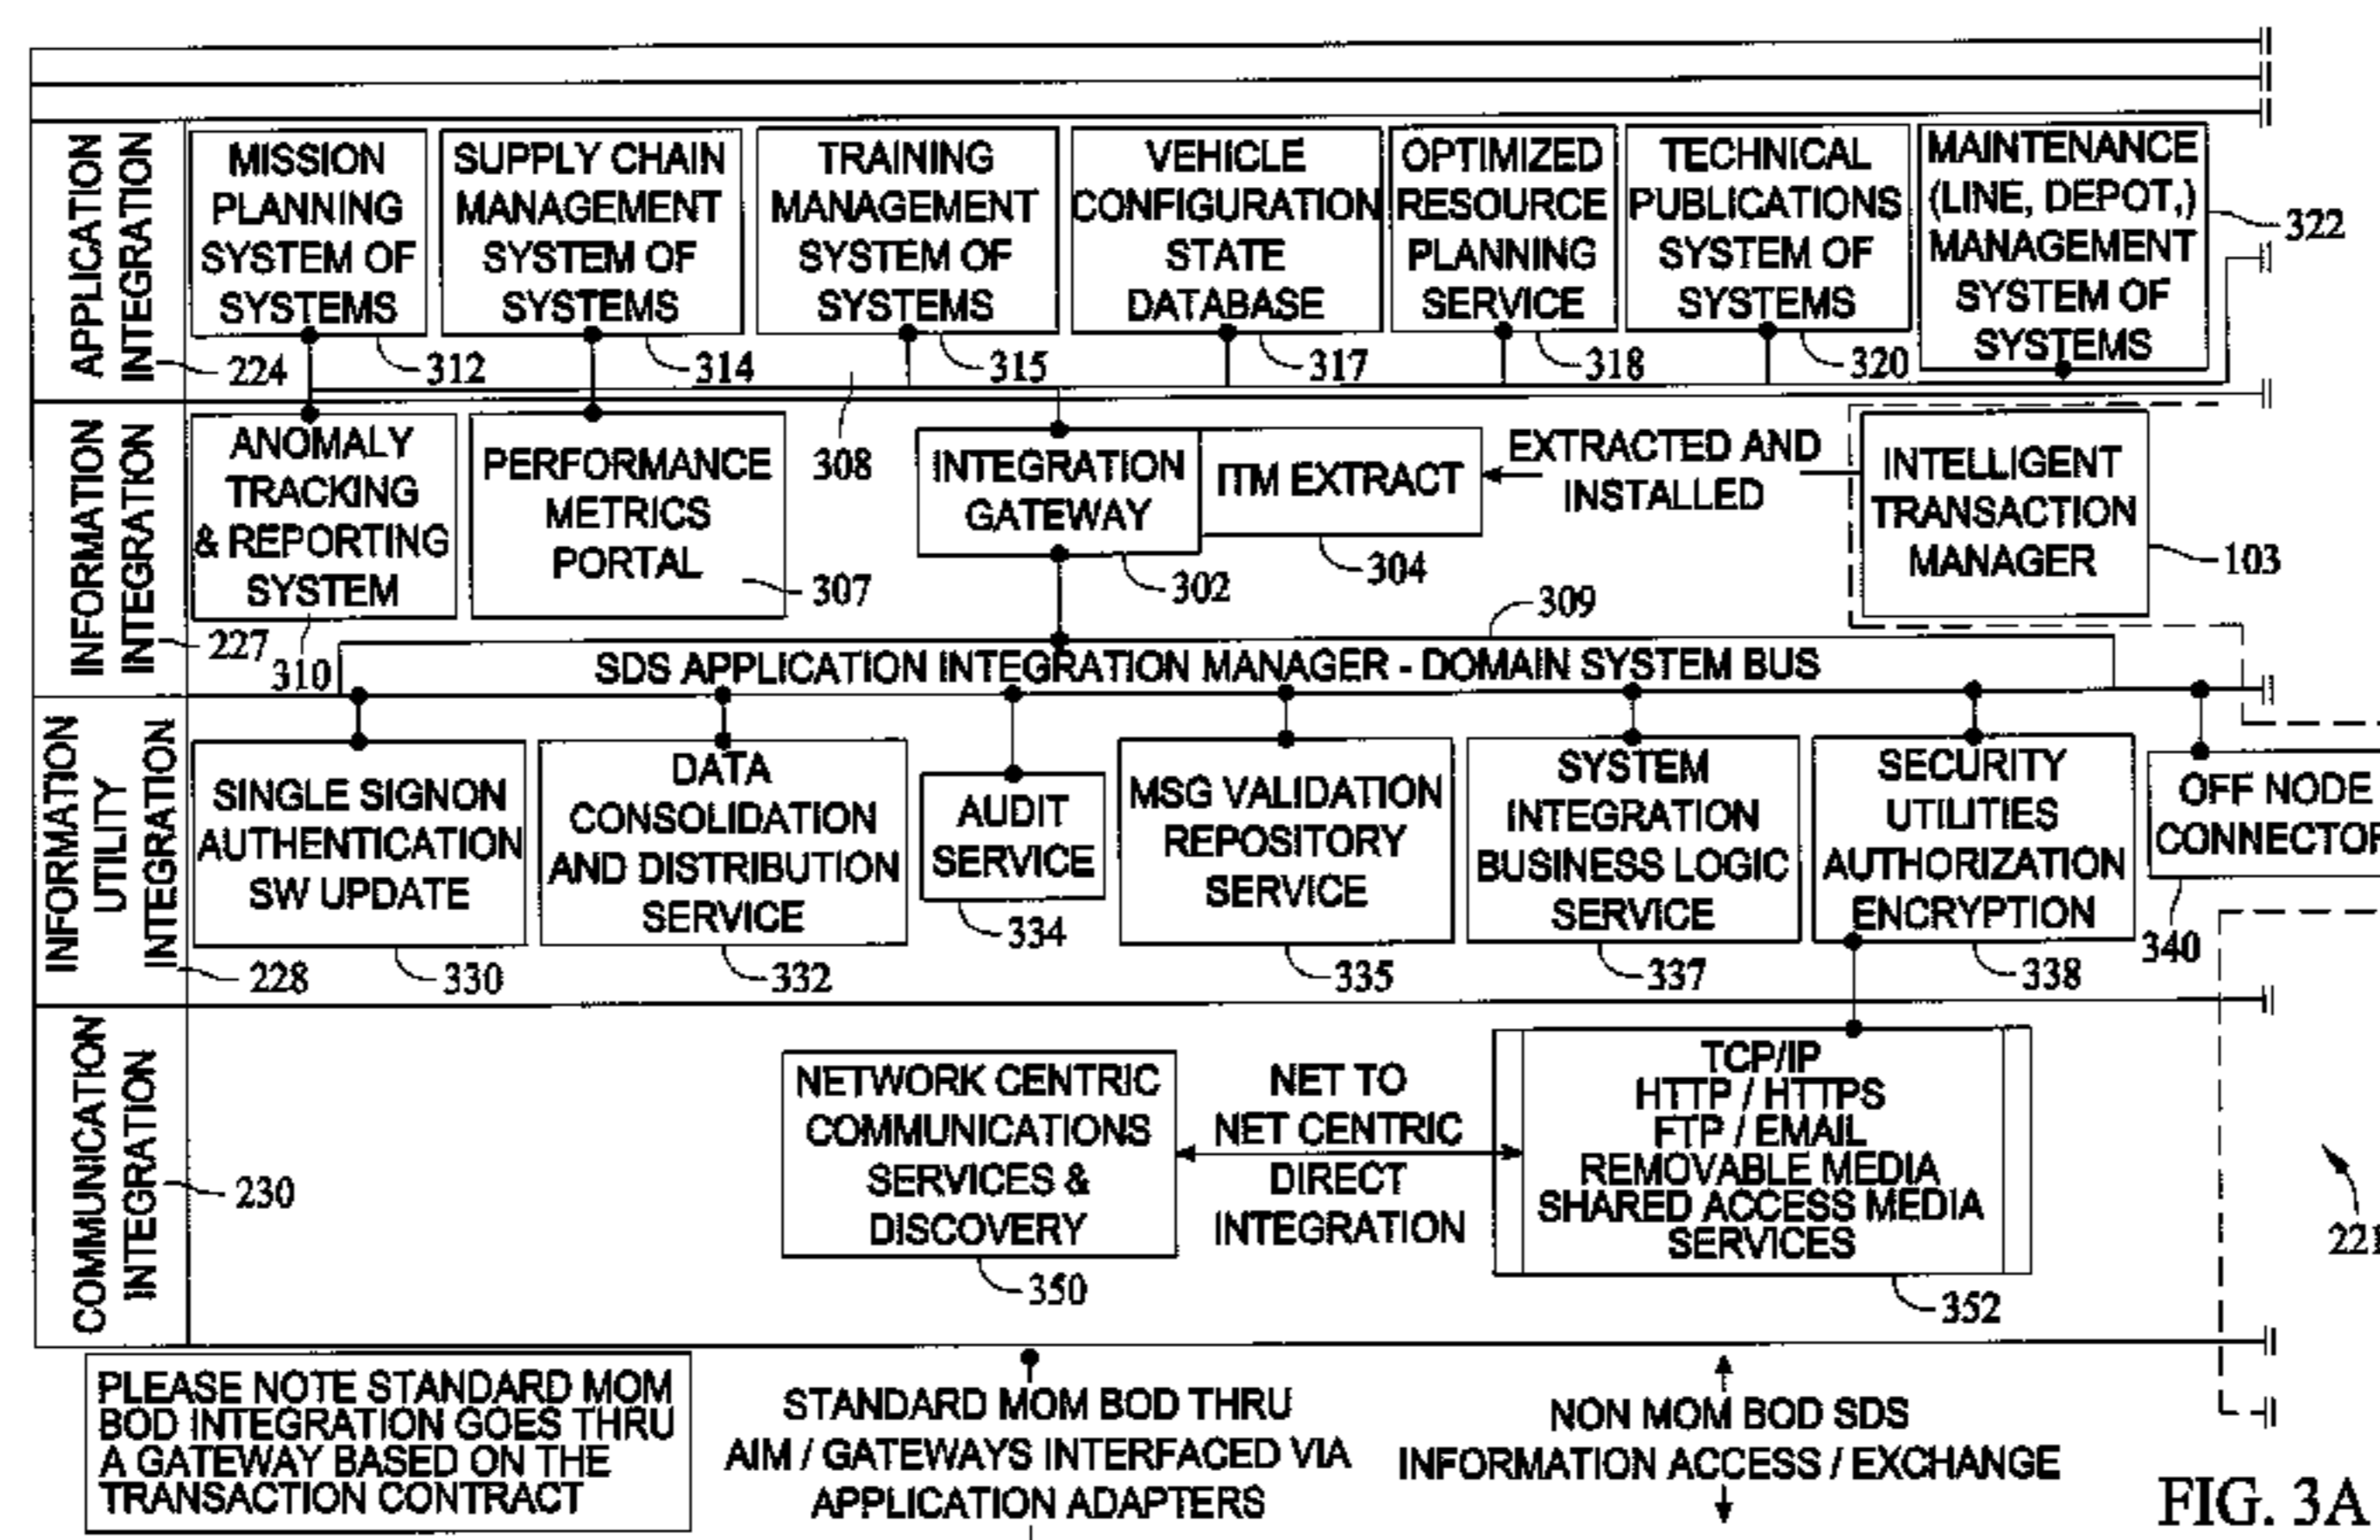 APPLICATION
INTEGRATION
224
MISSION
PLANNING
SYSTEM OF
SYSTEMS
312
SUPPLY CHAIN
MANAGEMENT
SYSTEM OF
SYSTEMS
314
TRAINING
MANAGEMENT
SYSTEM OF
SYSTEMS
315
VEHICLE
CONFIGURATION
STATE
DATABASE
317
OPTIMIZED
RESOURCE
PLANNING
SERVICE
318
TECHNICAL
PUBLICATIONS
SYSTEM OF
SYSTEMS
320
MAINTENANCE
(LINE, DEPOT,)
MANAGEMENT
SYSTEM OF
SYSTEMS
322
INFORMATION
INTEGRATION
227
ANOMALY
TRACKING
& REPORTING
SYSTEM
310
PERFORMANCE
METRICS
PORTAL
307
308
INTEGRATION
GATEWAY
302
ITM EXTRACT
304
EXTRACTED AND
INSTALLED
INTELLIGENT
TRANSACTION
MANAGER
103
309
SDS APPLICATION INTEGRATION MANAGER - DOMAIN SYSTEM BUS
INFORMATION
UTILITY
INTEGRATION
228
SINGLE SIGNON
AUTHENTICATION
SW UPDATE
330
DATA
CONSOLIDATION
AND DISTRIBUTION
SERVICE
332
AUDIT
SERVICE
334
MSG VALIDATION
REPOSITORY
SERVICE
335
SYSTEM
INTEGRATION
BUSINESS LOGIC
SERVICE
337
SECURITY
UTILITIES
AUTHORIZATION
ENCRYPTION
338
OFF NODE
CONNECTOR
340
COMMUNICATION
INTEGRATION
230
NETWORK CENTRIC
COMMUNICATIONS
SERVICES &
DISCOVERY
350
NET TO
NET CENTRIC
DIRECT
INTEGRATION
TCP/IP
HTTP / HTTPS
FTP / EMAIL
REMOVABLE MEDIA
SHARED ACCESS MEDIA
SERVICES
352
221
PLEASE NOTE STANDARD MOM
BOD INTEGRATION GOES THRU
A GATEWAY BASED ON THE
TRANSACTION CONTRACT
STANDARD MOM BOD THRU
AIM / GATEWAYS INTERFACED VIA
APPLICATION ADAPTERS
NON MOM BOD SDS
INFORMATION ACCESS / EXCHANGE
FIG. 3A